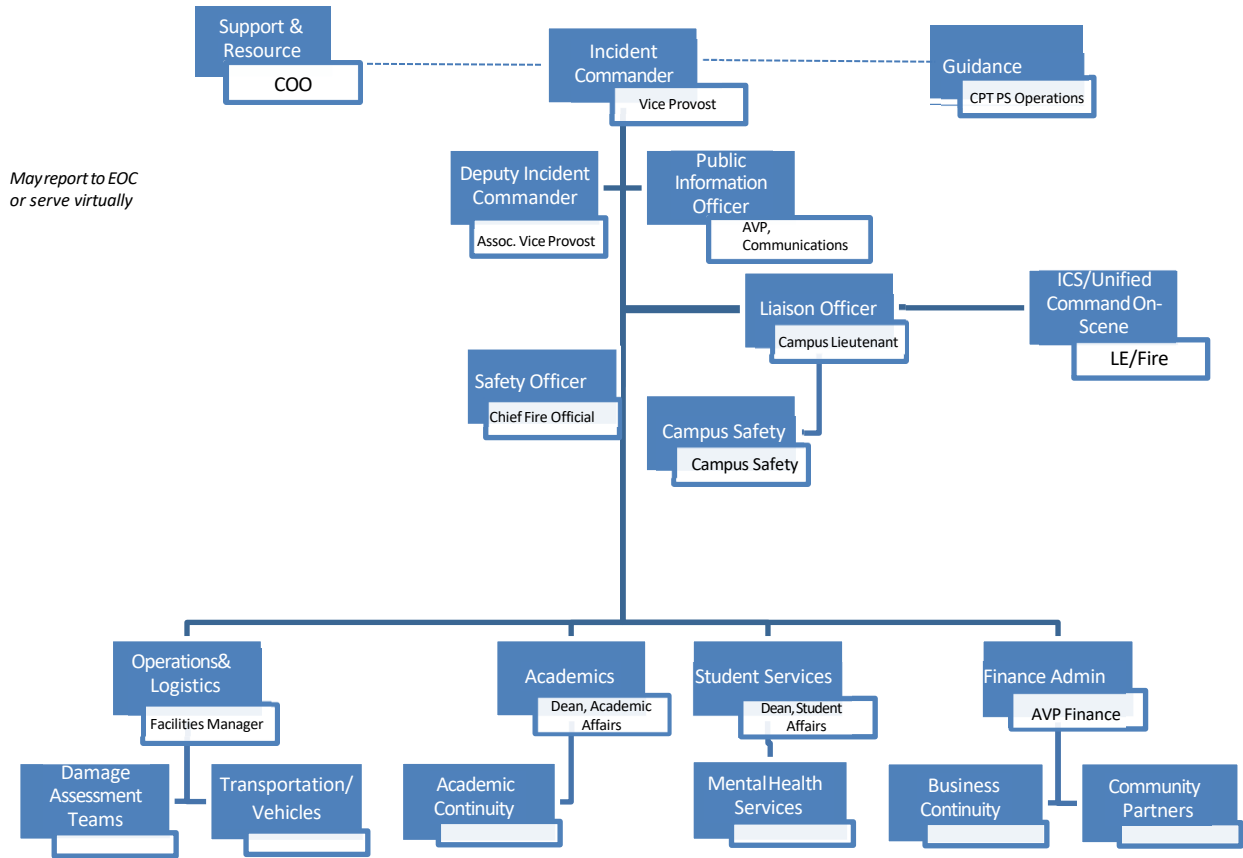 Support &
Resource
COO
Incident
Commander
Vice Provost
Guidance
CPT PS Operations
May report to EOC
or serve virtually
Deputy Incident
Commander
Assoc. Vice Provost
Public
Information
Officer
AVP,
Communications
Liaison Officer
Campus Lieutenant
ICS/Unified
Command On-
Scene
LE/Fire
Safety Officer
Chief Fire Official
Campus Safety
Campus Safety
Operations&
Logistics
Facilities Manager
Academics
Dean, Academic
Affairs
Student Services
Dean, Student
Affairs
Finance Admin
AVP Finance
Damage
Assessment
Teams
Transportation/
Vehicles
Academic
Continuity
Mental Health
Services
Business
Continuity
Community
Partners